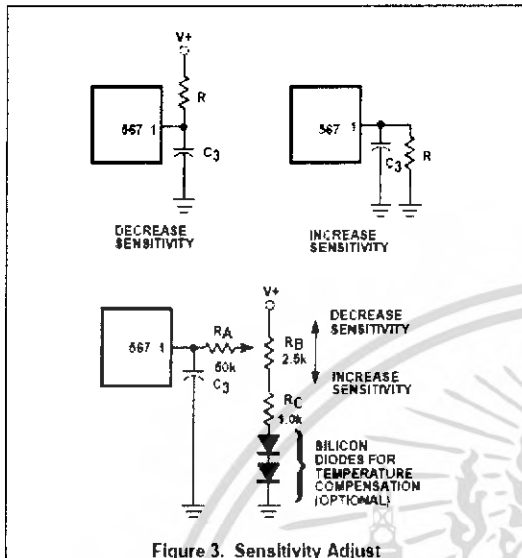 V+
R
567 1
C3
DECREASE
SENSITIVITY
567 1
C3
R
INCREASE
SENSITIVITY
V+
567 1
RA
50k
C3
RB
2.5k
DECREASE
SENSITIVITY
INCREASE
SENSITIVITY
RC
1.0k
SILICON
DIODES FOR
TEMPERATURE
COMPENSATION
(OPTIONAL)
Figure 3. Sensitivity Adjust